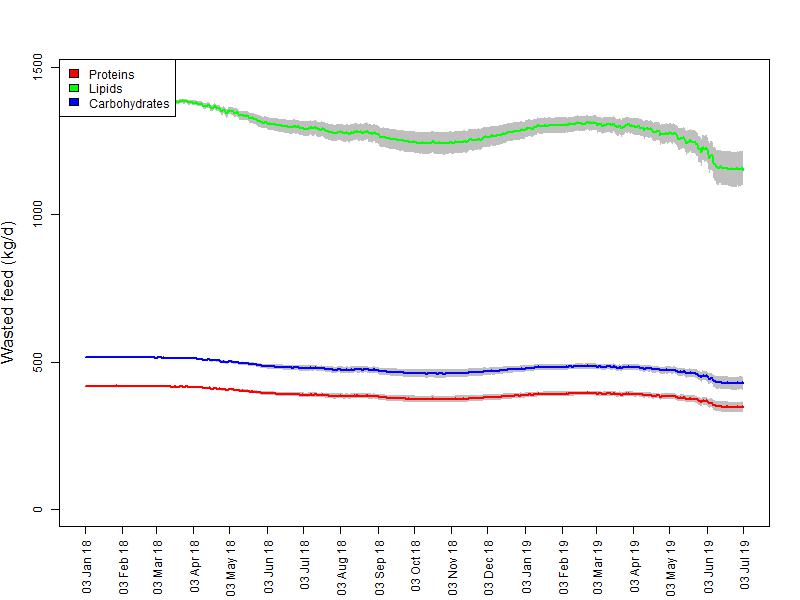 Proteins
Lipids
Carbohydrates
Wasted feed (kg/d)
1500
1000
500
0
03 Jan 18
03 Feb 18
03 Mar 18
03 Apr 18
03 May 18
03 Jun 18
03 Jul 18
03 Aug 18
03 Sep 18
03 Oct 18
03 Nov 18
03 Dec 18
03 Jan 19
03 Feb 19
03 Mar 19
03 Apr 19
03 May 19
03 Jun 19
03 Jul 19